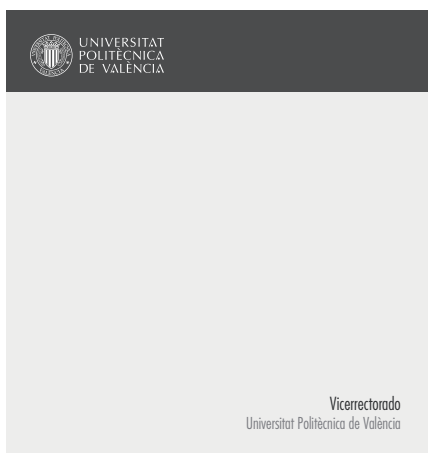 UNIVERSITAT
POLITÈCNICA
DE VALÈNCIA
Vicerrectorado
Universitat Politècnica de València